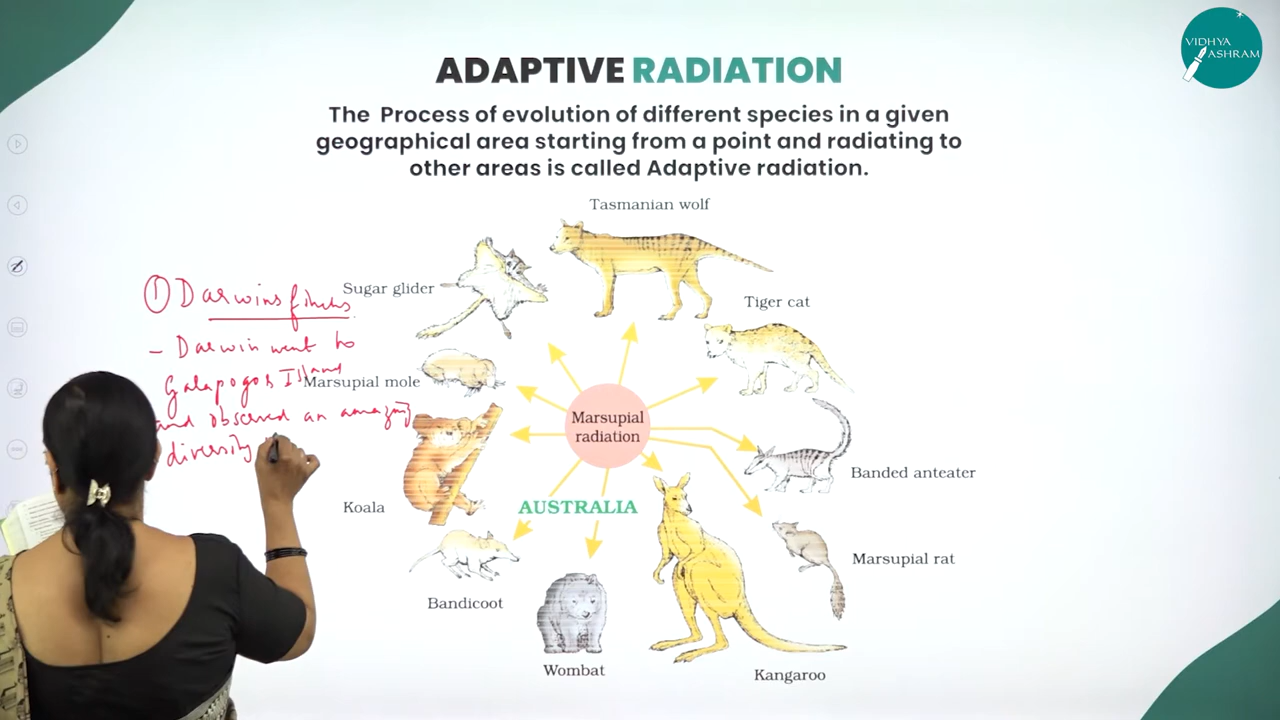 VIDHYA
ASHRAM
ADAPTIVE RADIATION
The Process of evolution of different species in a given
geographical area starting from a point and radiating to
other areas is called Adaptive radiation.
Tasmanian wolf
Sugar glider
Tiger cat
① Darwins finches
- Darwin went to
Galapogos Island
and observed an amazing
diversity
Marsupial mole
Marsupial
radiation
Banded anteater
Koala
AUSTRALIA
Marsupial rat
Bandicoot
Wombat
Kangaroo